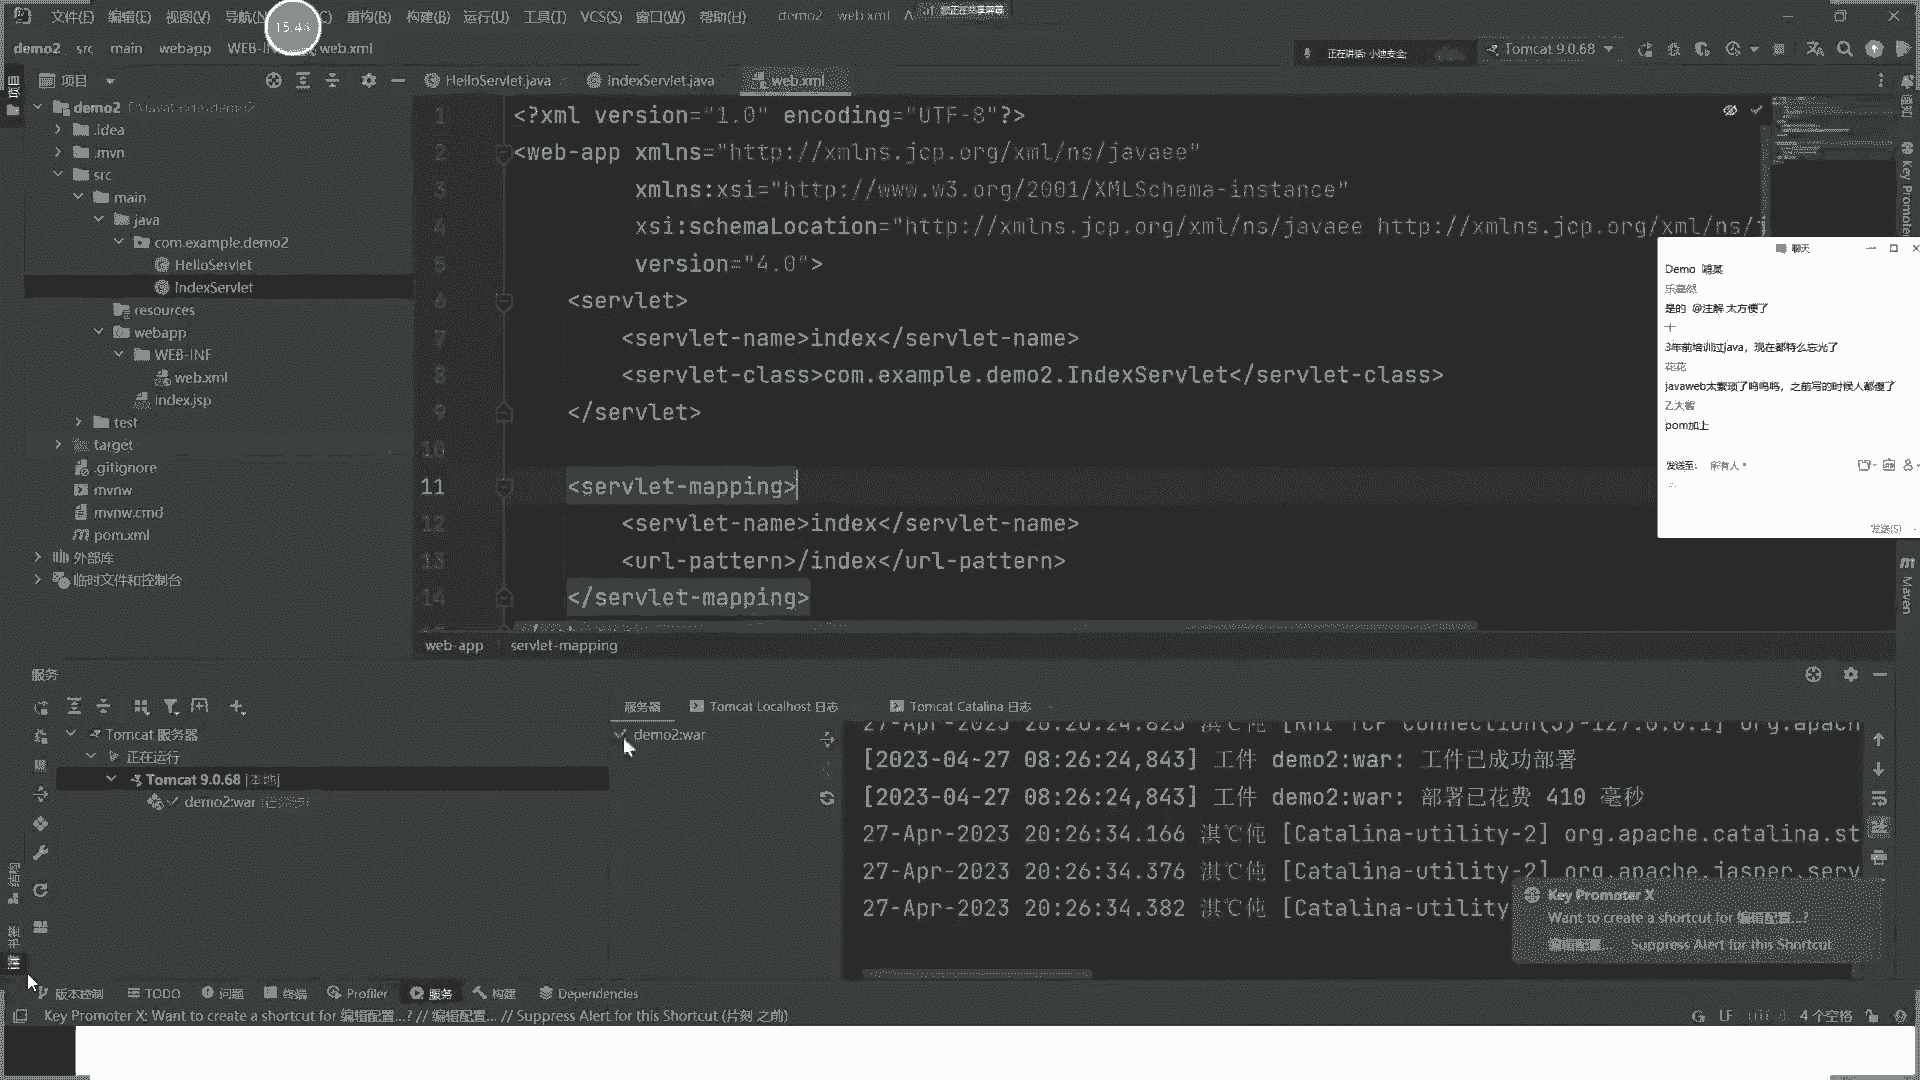 文件(F) 编辑(E) 视图(V) 导航(N) 重构(R) 构建(B) 运行(U) 工具(T) VCS(S) 窗口(W) 帮助(H) demo2 web.xml
15:44
demo2 src main webapp web.xml
正在讲话: 小迪安全;
Tomcat 9.0.68
项目
HelloServlet.java
IndexServlet.java
web.xml
demo2
.idea
.mvn
src
main
java
com.example.demo2
HelloServlet
IndexServlet
resources
webapp
WEB-INF
web.xml
index.jsp
test
target
.gitignore
mvnw
mvnw.cmd
pom.xml
外部库
临时文件和控制台
1 <?xml version="1.0" encoding="UTF-8"?>
2 <web-app xmlns="http://xmlns.jcp.org/xml/ns/javaee"
3 xmlns:xsi="http://www.w3.org/2001/XMLSchema-instance"
4 xsi:schemaLocation="http://xmlns.jcp.org/xml/ns/javaee http://xmlns.jcp.org/xml/ns/j
5 version="4.0">
6 <servlet>
7 <servlet-name>index</servlet-name>
8 <servlet-class>com.example.demo2.IndexServlet</servlet-class>
9 </servlet>
10
11 <servlet-mapping>
12 <servlet-name>index</servlet-name>
13 <url-pattern>/index</url-pattern>
14 </servlet-mapping>
web-app servlet-mapping
聊天
Demo
是的 @注解 太方便了
十
3年前培训过java，现在都特么忘光了
花花
javaweb太繁琐了呜呜呜，之前写的时候人都傻了
pom加上
发送至: 所有人
发送(S)
Key Promoter
Maven
服务
服务器
Tomcat Localhost 日志
Tomcat Catalina 日志
Tomcat 服务器
正在运行
Tomcat 9.0.68 [本地]
demo2:war
demo2:war
[2023-04-27 08:26:24,843] 工件 demo2:war: 工件已成功部署
[2023-04-27 08:26:24,843] 工件 demo2:war: 部署已花费 410 毫秒
27-Apr-2023 20:26:34.166 淇℃伅 [Catalina-utility-2] org.apache.catalina.st
27-Apr-2023 20:26:34.376 淇℃伅 [Catalina-utility-2] org.apache.jasper.serv
27-Apr-2023 20:26:34.382 淇℃伅 [Catalina-utility
Key Promoter X
Want to create a shortcut for 编辑配置...?
编辑配置... Suppress Alert for this Shortcut
结构
书签
版本控制 TODO 问题 终端 Profiler 服务 构建 Dependencies
Key Promoter X: Want to create a shortcut for 编辑配置...? // 编辑配置... // Suppress Alert for this Shortcut (片刻 之前)
LF
4 个空格